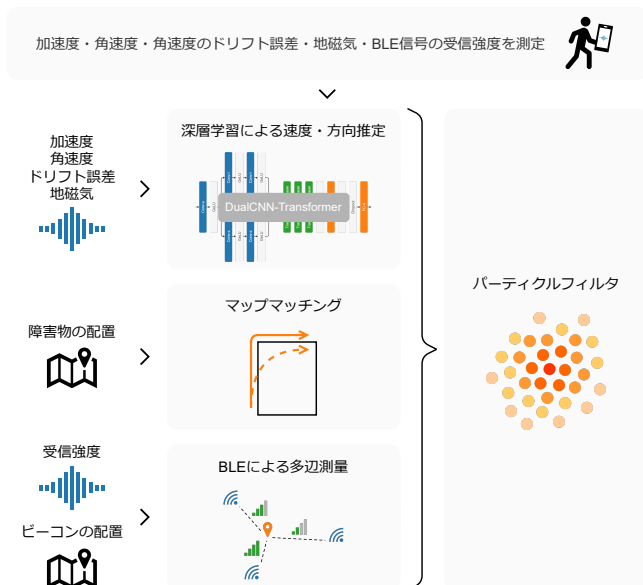 加速度・角速度・角速度のドリフト誤差・地磁気・BLE信号の受信強度を測定
加速度
角速度
ドリフト誤差
地磁気
深層学習による速度・方向推定
DualCNN-Transformer
障害物の配置
マップマッチング
受信強度
ビーコンの配置
BLEによる多辺測量
パーティクルフィルタ